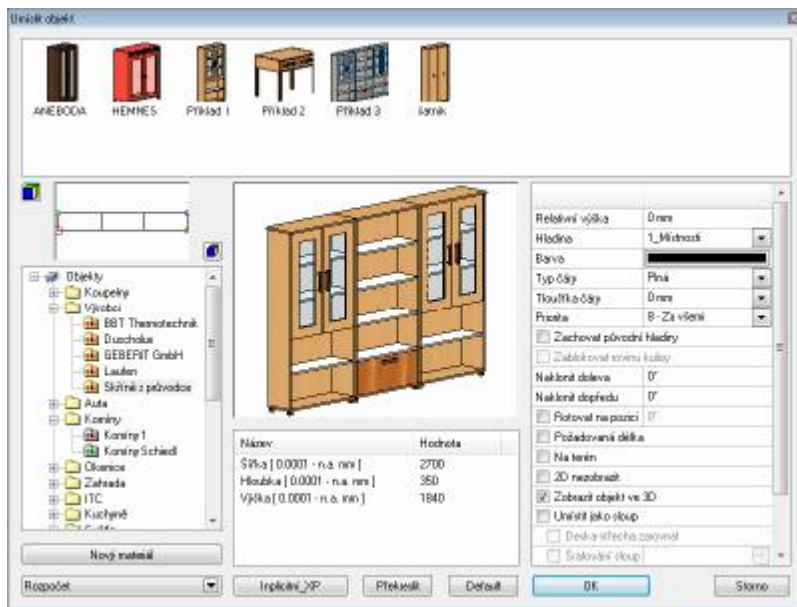 Umístit objekt
ANEBODA
HEMNES
Příklad 1
Příklad 2
Příklad 3
šatník
Objekty
Koupelny
Výrobci
BBT Thermotechnik
Duscholux
GEBERIT GmbH
Laufen
Skříně z průvodce
Auta
Komíny
Komíny 1
Komíny Schiedl
Okenice
Zahrada
ITC
Kuchyně
Nový materiál
Rozpočet
Název Hodnota
Šířka [ 0.0001 - n.a. mm ] 2700
Hloubka [ 0.0001 - n.a. mm ] 350
Výška [ 0.0001 - n.a. mm ] 1840
Implicitní_XP
Překreslit
Default
Relativní výška 0 mm
Hladina 1_Místnosti
Barva
Typ čáry Plná
Tloušťka čáry 0 mm
Priorita 8 - Za všemi
Zachovat původní hladiny
Zablokovat rovinu kulisy
Naklonit doleva 0°
Naklonit dopředu 0°
Rotovat na pozici 0°
Požadovaná délka
Na terén
2D nezobrazit
Zobrazit objekt ve 3D
Umístit jako sloup
Deska-střecha zarovnat
Šrafování sloup
OK
Storno